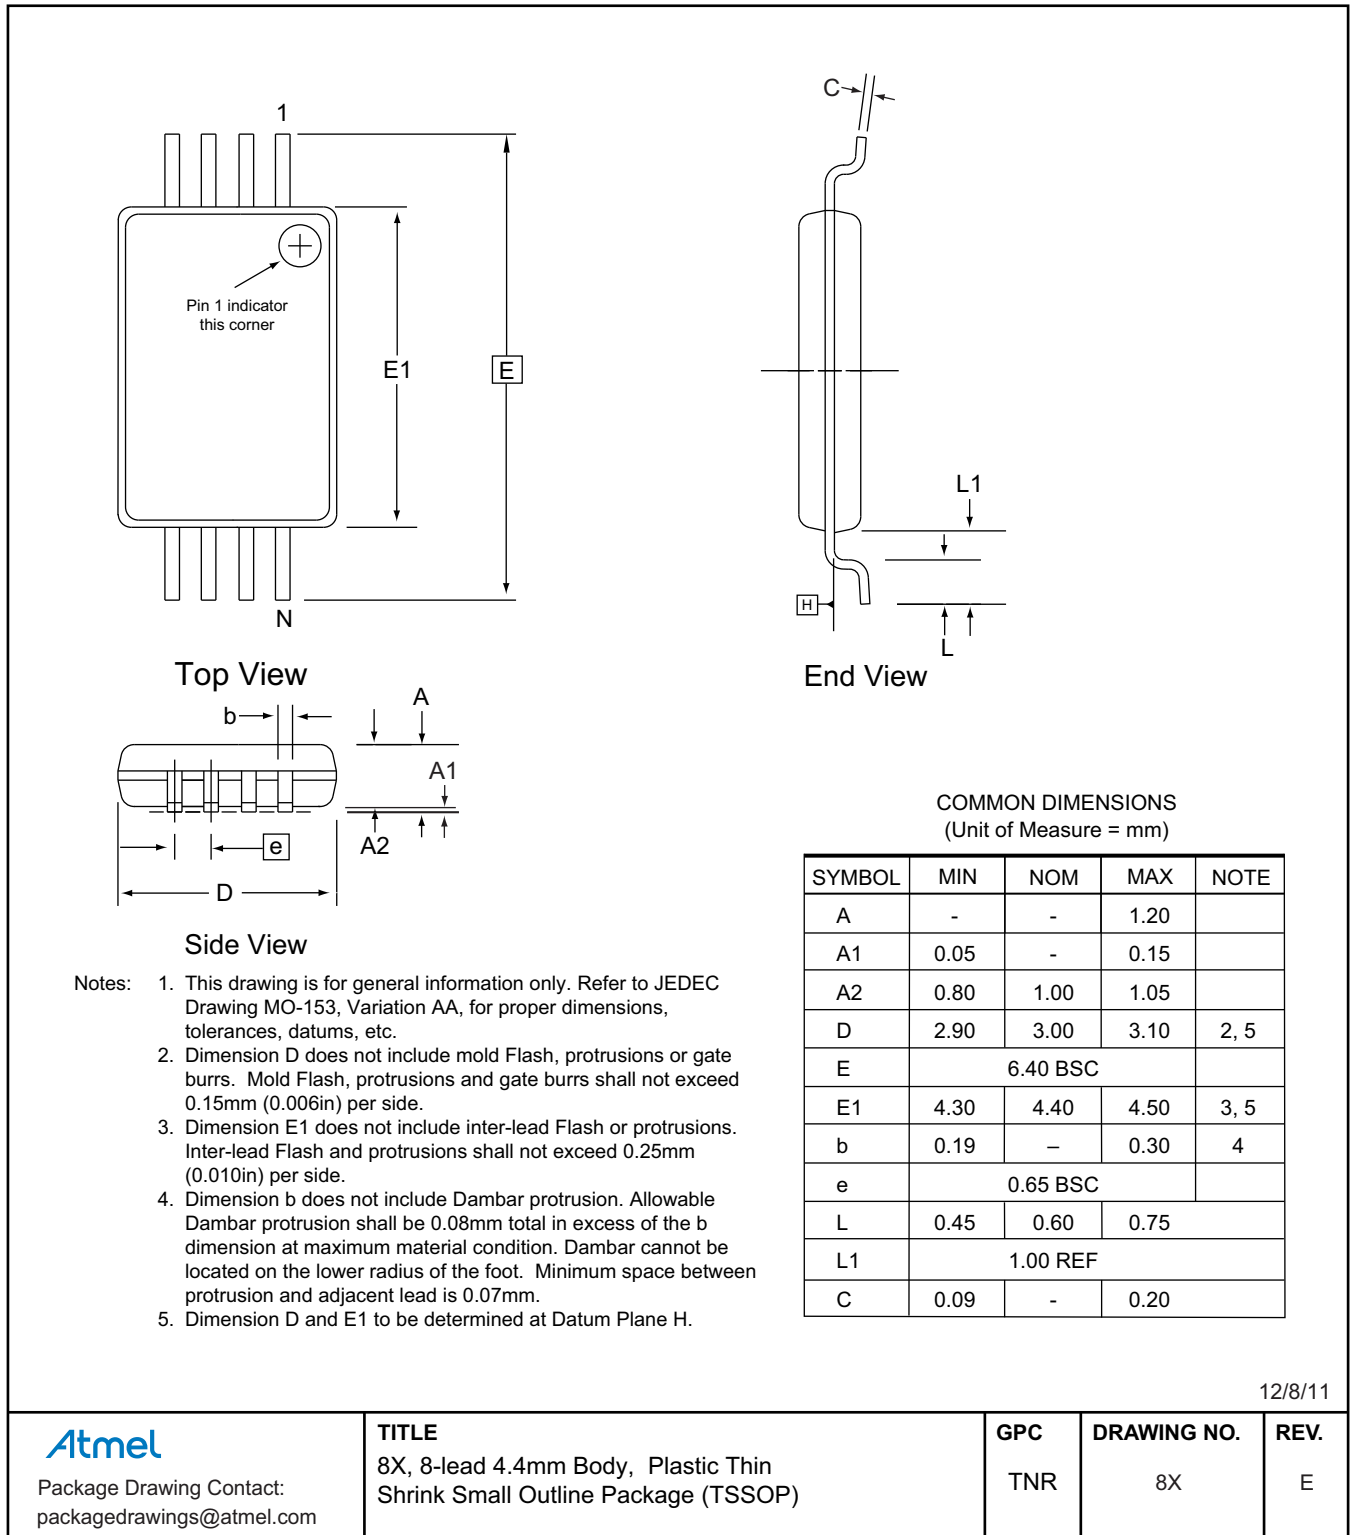 1
C
Pin 1 indicator
this corner
E1
E
L1
H
N
L
Top View
End View
b
A
A1
e
A2
D
Side View
COMMON DIMENSIONS
(Unit of Measure = mm)
SYMBOL MIN NOM MAX NOTE
A - - 1.20
A1 0.05 - 0.15
A2 0.80 1.00 1.05
D 2.90 3.00 3.10 2, 5
E 6.40 BSC
E1 4.30 4.40 4.50 3, 5
b 0.19 – 0.30 4
e 0.65 BSC
L 0.45 0.60 0.75
L1 1.00 REF
C 0.09 - 0.20
Notes: 1. This drawing is for general information only. Refer to JEDEC
Drawing MO-153, Variation AA, for proper dimensions,
tolerances, datums, etc.
2. Dimension D does not include mold Flash, protrusions or gate
burrs. Mold Flash, protrusions and gate burrs shall not exceed
0.15mm (0.006in) per side.
3. Dimension E1 does not include inter-lead Flash or protrusions.
Inter-lead Flash and protrusions shall not exceed 0.25mm
(0.010in) per side.
4. Dimension b does not include Dambar protrusion. Allowable
Dambar protrusion shall be 0.08mm total in excess of the b
dimension at maximum material condition. Dambar cannot be
located on the lower radius of the foot. Minimum space between
protrusion and adjacent lead is 0.07mm.
5. Dimension D and E1 to be determined at Datum Plane H.
12/8/11
Atmel
Package Drawing Contact:
packagedrawings@atmel.com
TITLE
8X, 8-lead 4.4mm Body, Plastic Thin
Shrink Small Outline Package (TSSOP)
GPC
TNR
DRAWING NO.
8X
REV.
E